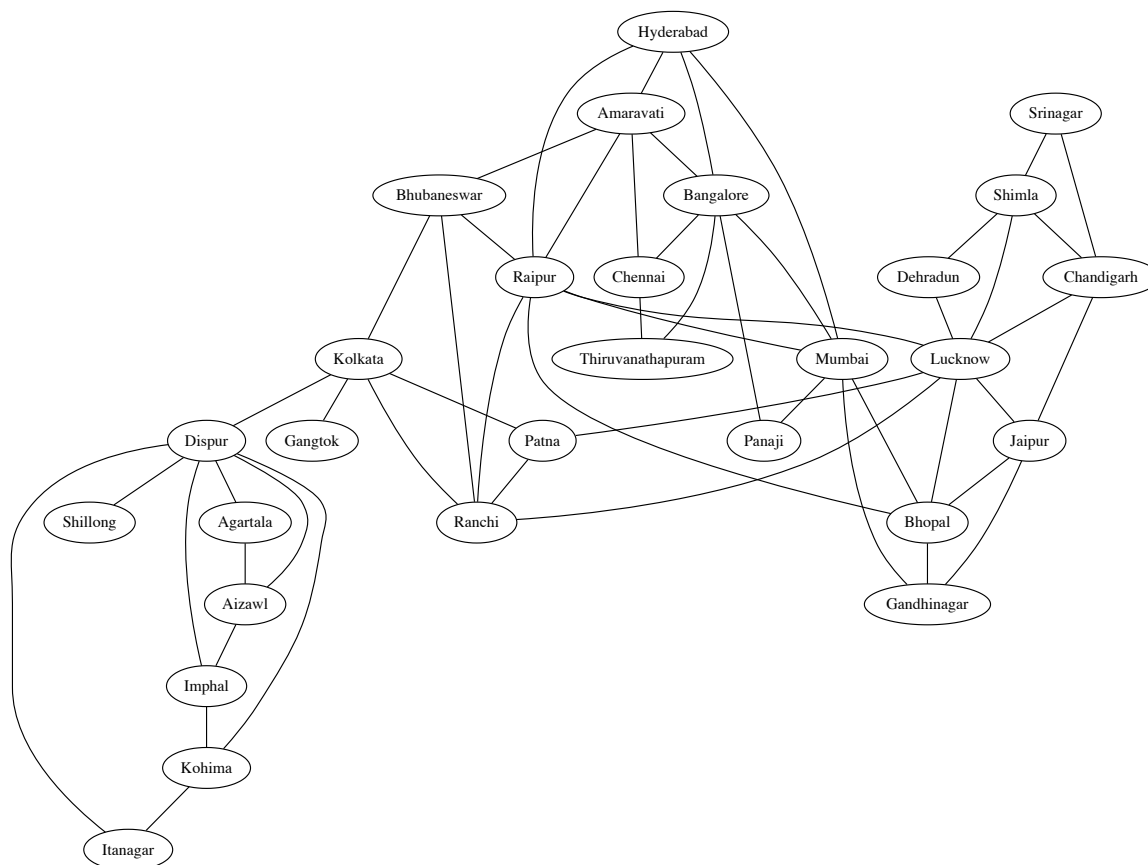 Hyderabad
Amaravati
Srinagar
Bhubaneswar
Bangalore
Shimla
Raipur
Chennai
Dehradun
Chandigarh
Kolkata
Thiruvanathapuram
Mumbai
Lucknow
Dispur
Gangtok
Patna
Panaji
Jaipur
Shillong
Agartala
Ranchi
Bhopal
Aizawl
Gandhinagar
Imphal
Kohima
Itanagar